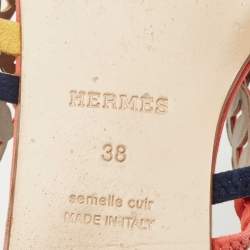 HERMÈS
38
semelle cuir
MADE IN ITALY